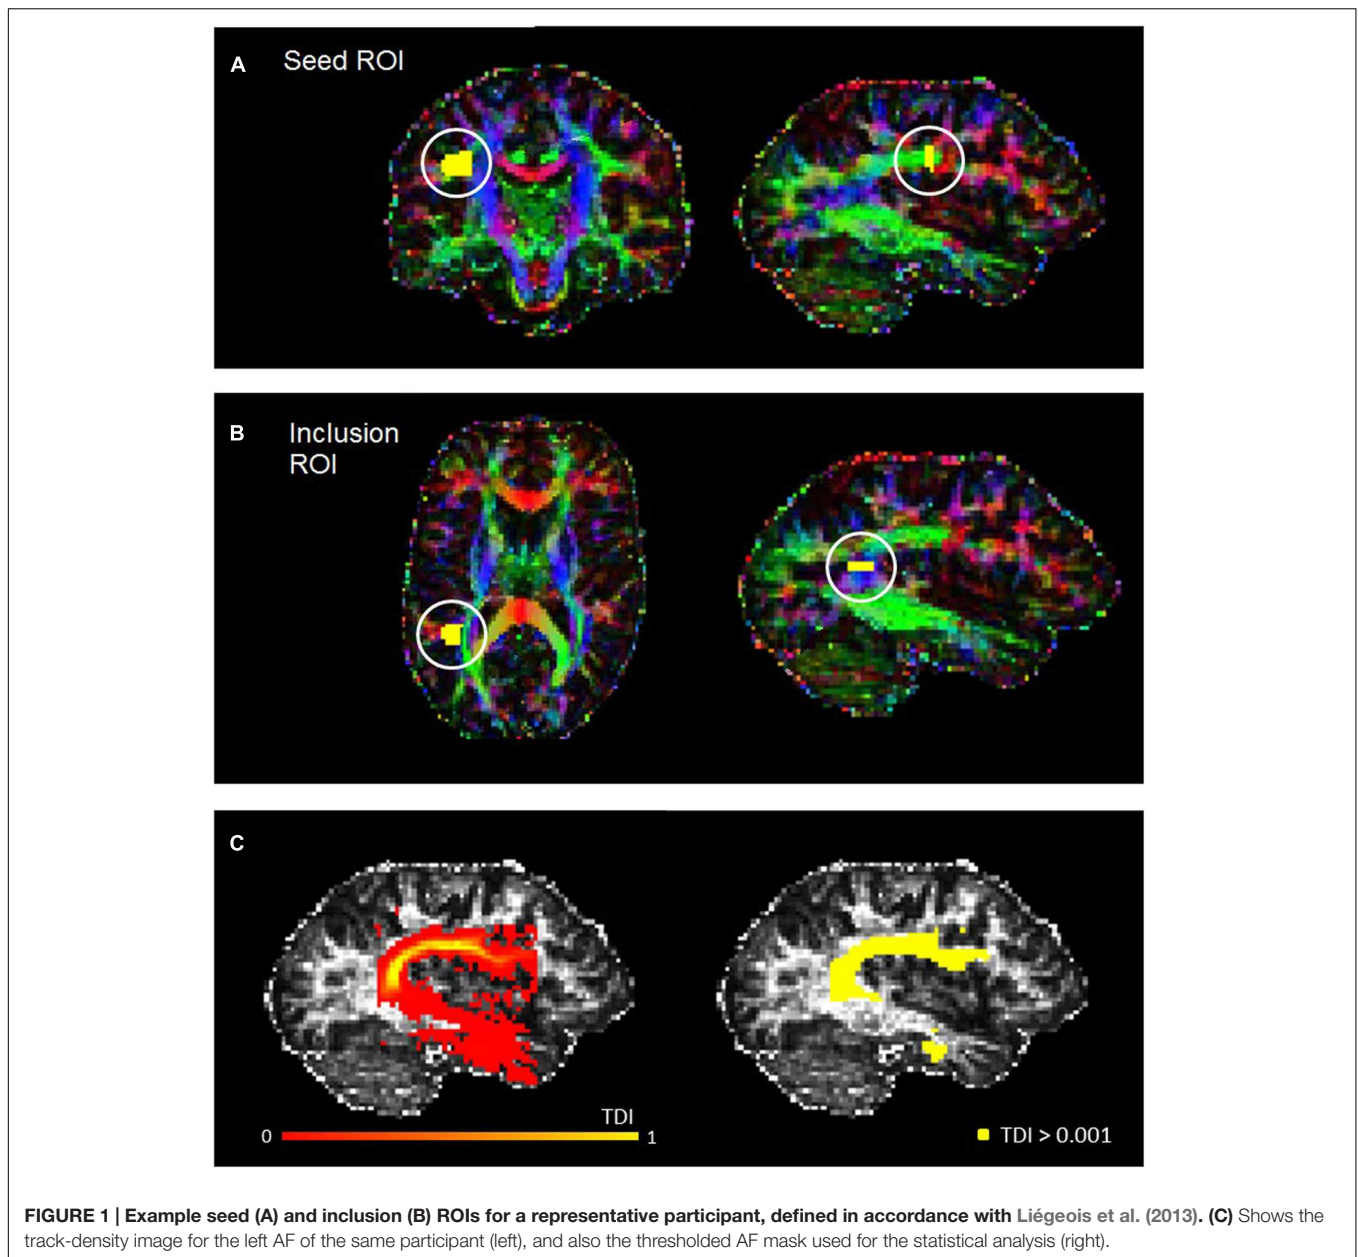 A
Seed ROI
B
Inclusion
ROI
C
TDI
0
1
TDI > 0.001
FIGURE 1 | Example seed (A) and inclusion (B) ROIs for a representative participant, defined in accordance with Liégeois et al. (2013). (C) Shows the
track-density image for the left AF of the same participant (left), and also the thresholded AF mask used for the statistical analysis (right).